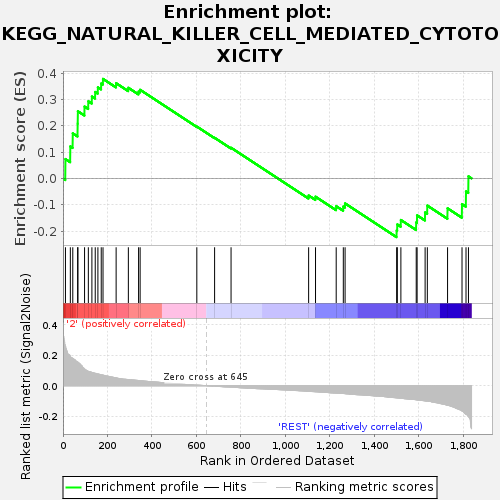 Enrichment plot:
KEGG_NATURAL_KILLER_CELL_MEDIATED_CYTOTO
XICITY
Enrichment score (ES)
0.4
0.3
0.2
0.1
0.0
-0.1
-0.2
'2' (positively correlated)
Ranked list metric (Signal2Noise)
0.4
0.2
0.0
-0.2
Zero cross at 645
'REST' (negatively correlated)
0 200 400 600 800 1,000 1,200 1,400 1,600 1,800
Rank in Ordered Dataset
Enrichment profile Hits Ranking metric scores